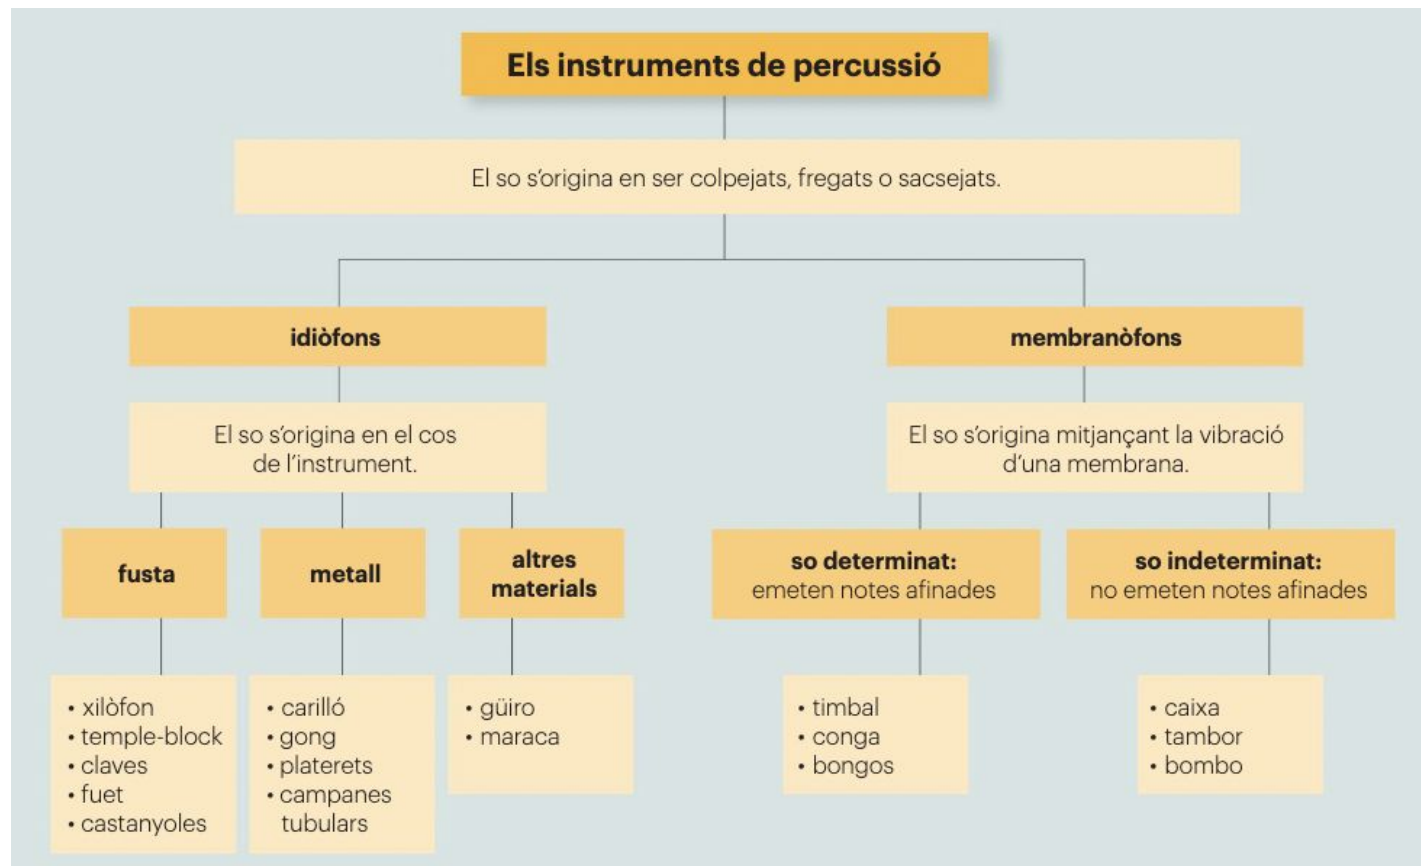 Els instruments de percussió
El so s’origina en ser colpejats, fregats o sacsejats.
idiòfons
El so s’origina en el cos
de l’instrument.
fusta
• xilòfon
• temple-block
• claves
• fuet
• castanyoles
metall
• carilló
• gong
• platerets
• campanes
tubulars
altres
materials
• güiro
• maraca
membranòfons
El so s’origina mitjançant la vibració
d’una membrana.
so determinat:
emeten notes afinades
• timbal
• conga
• bongos
so indeterminat:
no emeten notes afinades
• caixa
• tambor
• bombo